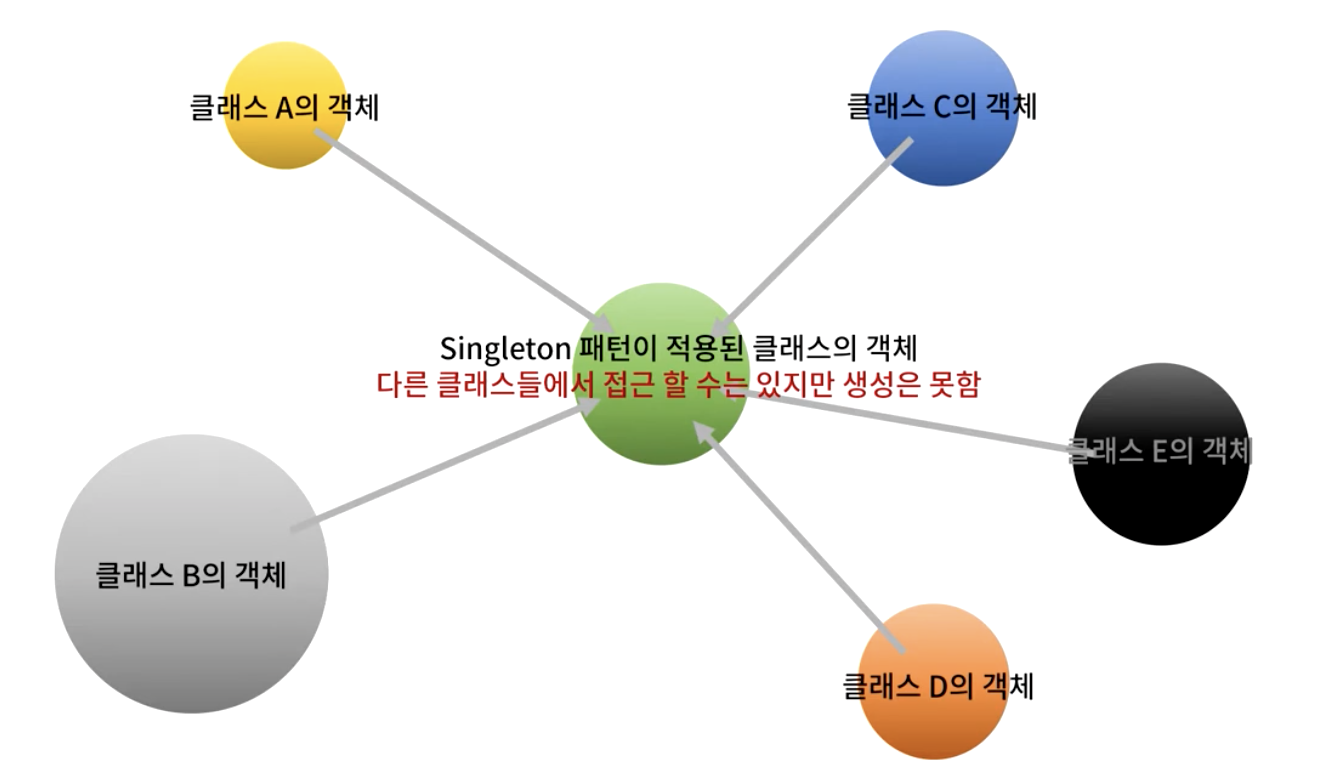 클래스 A의 객체
클래스 C의 객체
Singleton 패턴이 적용된 클래스의 객체
다른 클래스들에서 접근 할 수는 있지만 생성은 못함
클래스 E의 객체
클래스 B의 객체
클래스 D의 객체